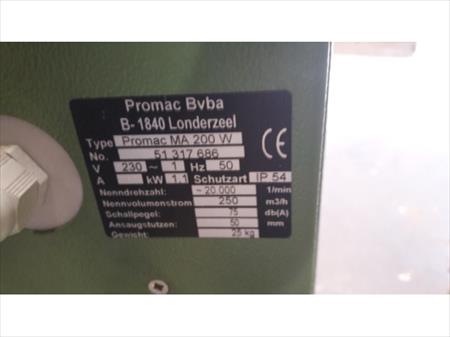 Promac Bvba
B-1840 Londerzeel
CE
Type Promac MA 200 W
No. 51 317 686
V 230 ~ 1 Hz 50
A kW 1.1 Schutzart IP 54
Nenndrehzahl: ~ 20.000 1/min
Nennvolumenstrom 250 m3/h
Schallpegel: 75 db(A)
Ansaugstutzen: 50 mm
Gewicht: 25 kg